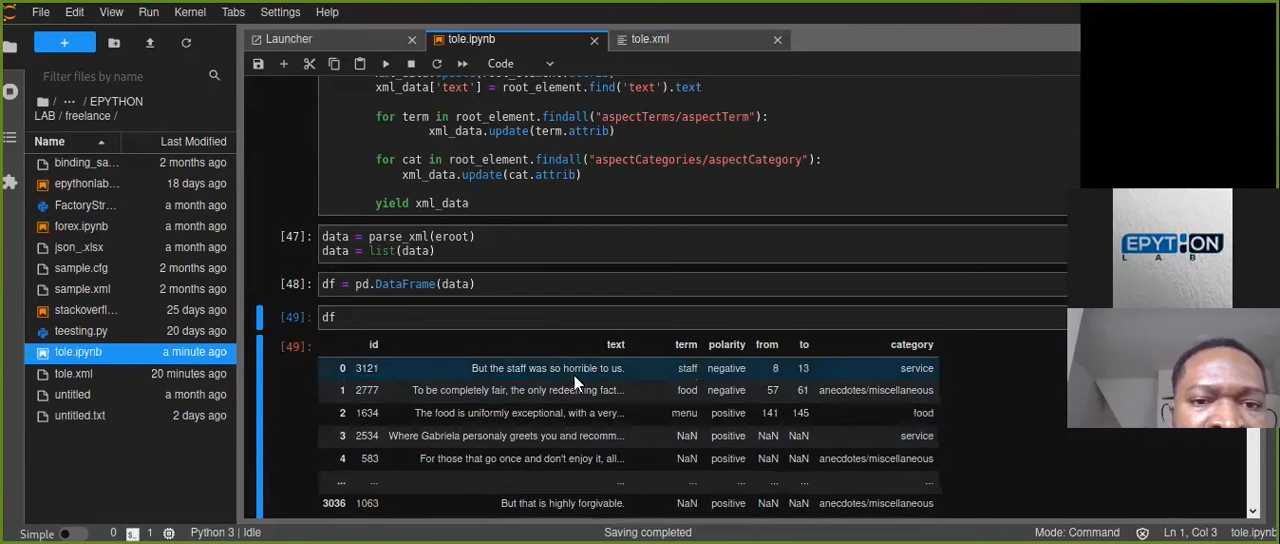 File Edit View Run Kernel Tabs Settings Help
Launcher
tole.ipynb
tole.xml
Filter files by name
/ ··· / EPYTHON
LAB / freelance /
Name Last Modified
binding_sa... 2 months ago
epythonlab... 18 days ago
FactoryStr... a month ago
forex.ipynb a month ago
json_.xlsx a month ago
sample.cfg 2 months ago
sample.xml 2 months ago
stackoverfl... 25 days ago
teesting.py 20 days ago
tole.ipynb a minute ago
tole.xml 20 minutes ago
untitled a month ago
untitled.txt 2 days ago
Code
xml_data['text'] = root_element.find('text').text
for term in root_element.findall("aspectTerms/aspectTerm"):
xml_data.update(term.attrib)
for cat in root_element.findall("aspectCategories/aspectCategory"):
xml_data.update(cat.attrib)
yield xml_data
[47]: data = parse_xml(eroot)
data = list(data)
[48]: df = pd.DataFrame(data)
[49]: df
[49]: id text term polarity from to category
0 3121 But the staff was so horrible to us. staff negative 8 13 service
1 2777 To be completely fair, the only redeeming fact... food negative 57 61 anecdotes/miscellaneous
2 1634 The food is uniformly exceptional, with a very... menu positive 141 145 food
3 2534 Where Gabriela personaly greets you and recomm... NaN positive NaN NaN service
4 583 For those that go once and don't enjoy it, all... NaN positive NaN NaN anecdotes/miscellaneous
... ... ... ... ... ... ... ...
3036 1063 But that is highly forgivable. NaN positive NaN NaN anecdotes/miscellaneous
EPYTHON
LAB
Simple 0 1 Python 3 | Idle Saving completed Mode: Command Ln 1, Col 3 tole.ipynb